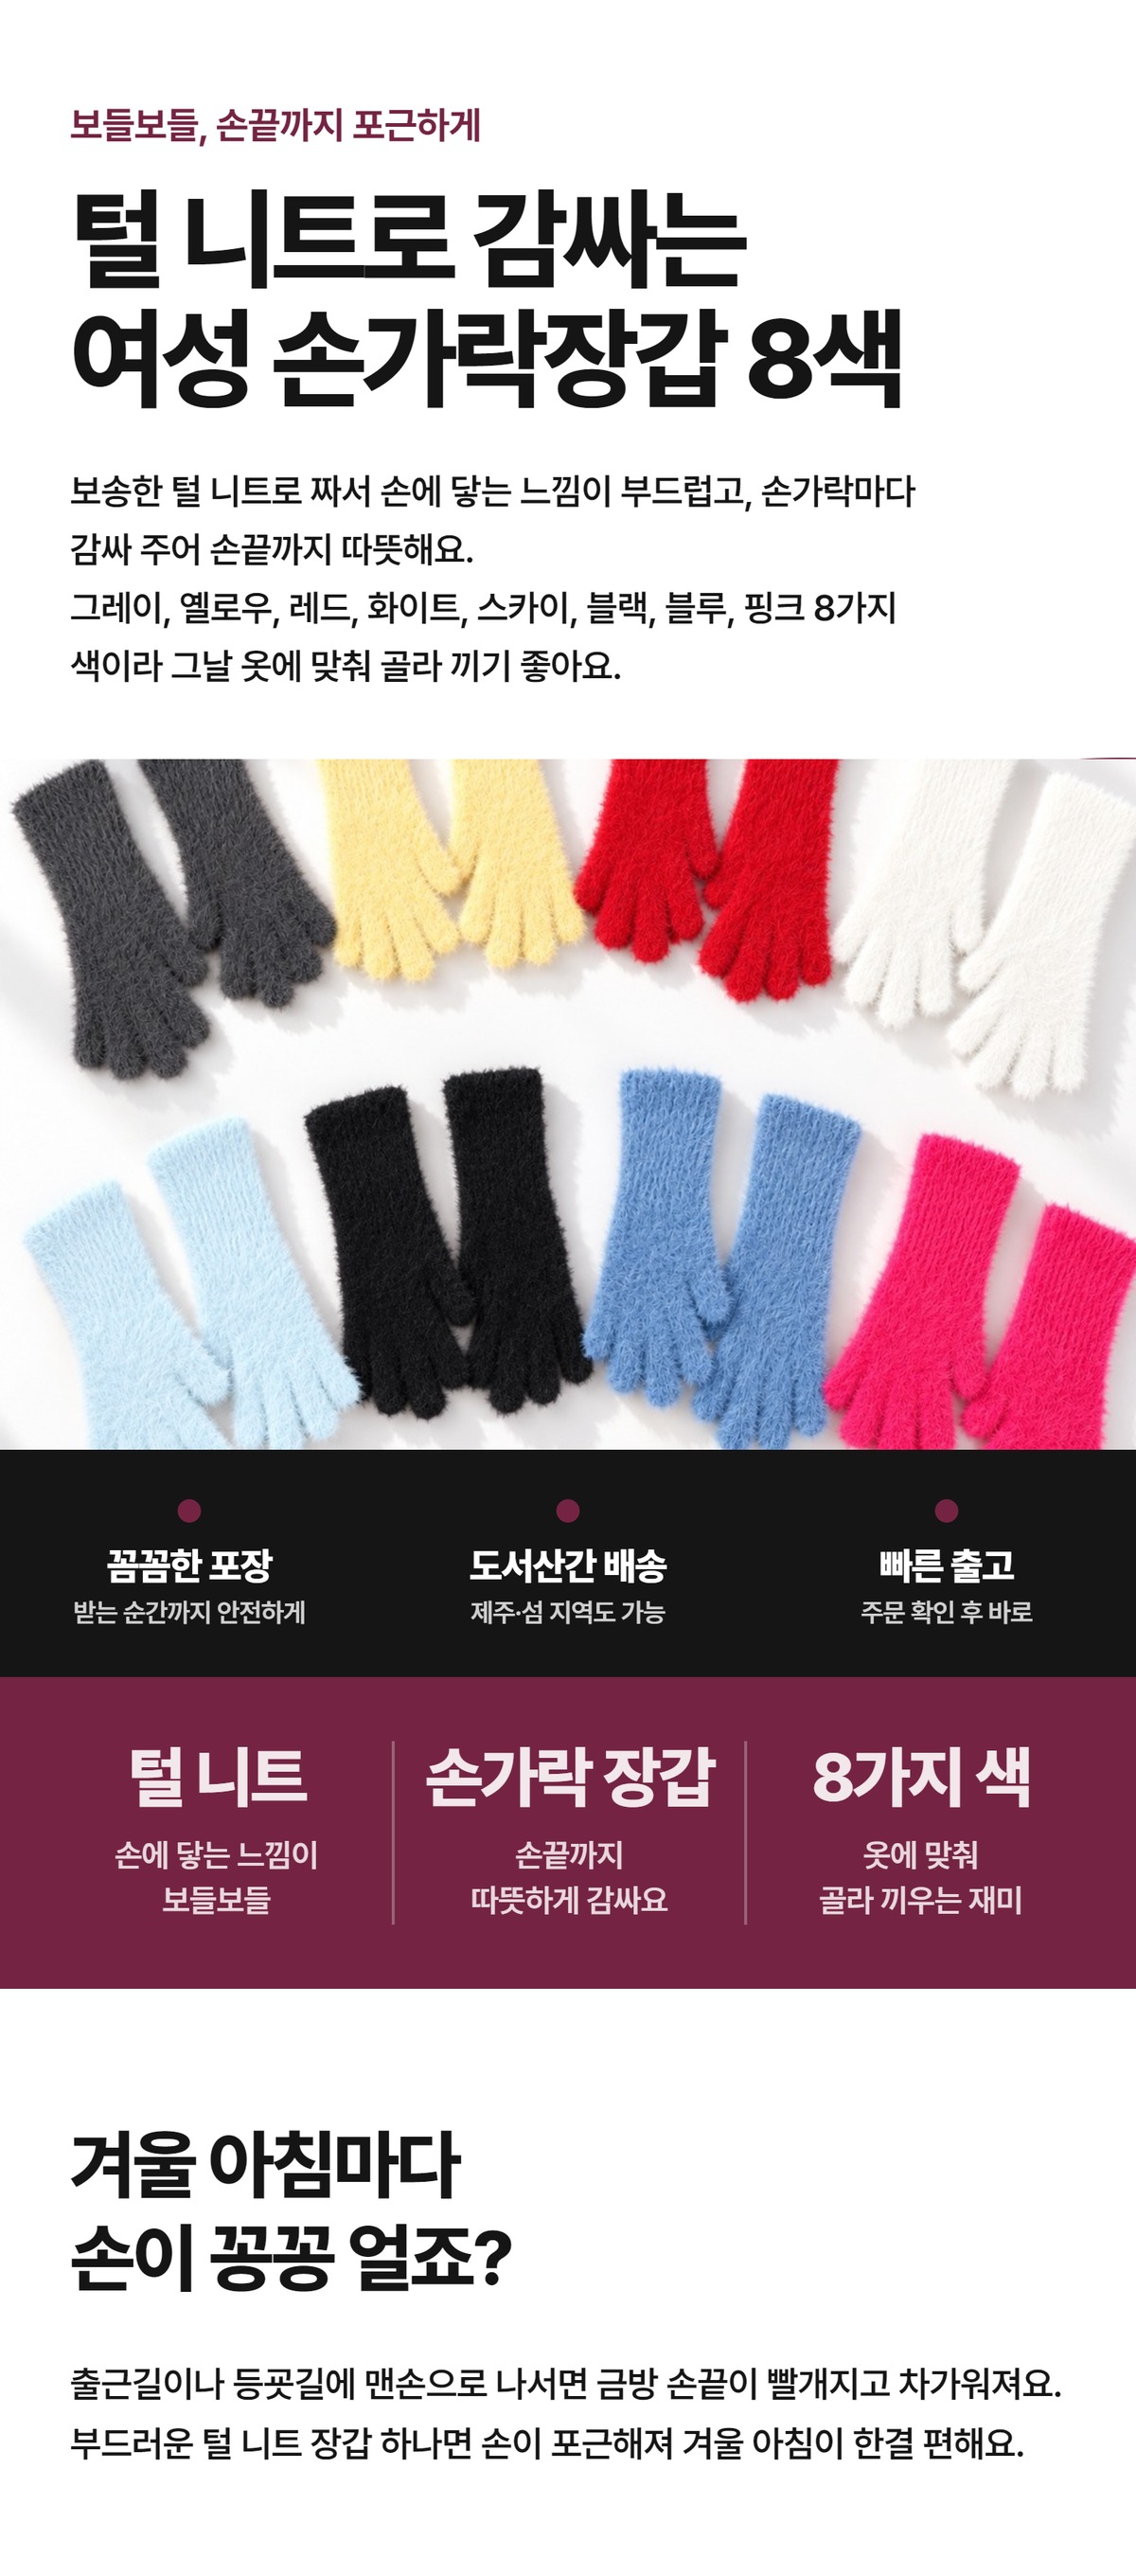 보들보들, 손끝까지 포근하게
털 니트로 감싸는
여성 손가락장갑 8색
보송한 털 니트로 짜서 손에 닿는 느낌이 부드럽고, 손가락마다
감싸 주어 손끝까지 따뜻해요.
그레이, 옐로우, 레드, 화이트, 스카이, 블랙, 블루, 핑크 8가지
색이라 그날 옷에 맞춰 골라 끼기 좋아요.
꼼꼼한 포장
받는 순간까지 안전하게
도서산간 배송
제주·섬 지역도 가능
빠른 출고
주문 확인 후 바로
털 니트
손에 닿는 느낌이
보들보들
손가락 장갑
손끝까지
따뜻하게 감싸요
8가지 색
옷에 맞춰
골라 끼우는 재미
겨울 아침마다
손이 꽁꽁 얼죠?
출근길이나 등굣길에 맨손으로 나서면 금방 손끝이 빨개지고 차가워져요.
부드러운 털 니트 장갑 하나면 손이 포근해져 겨울 아침이 한결 편해요.